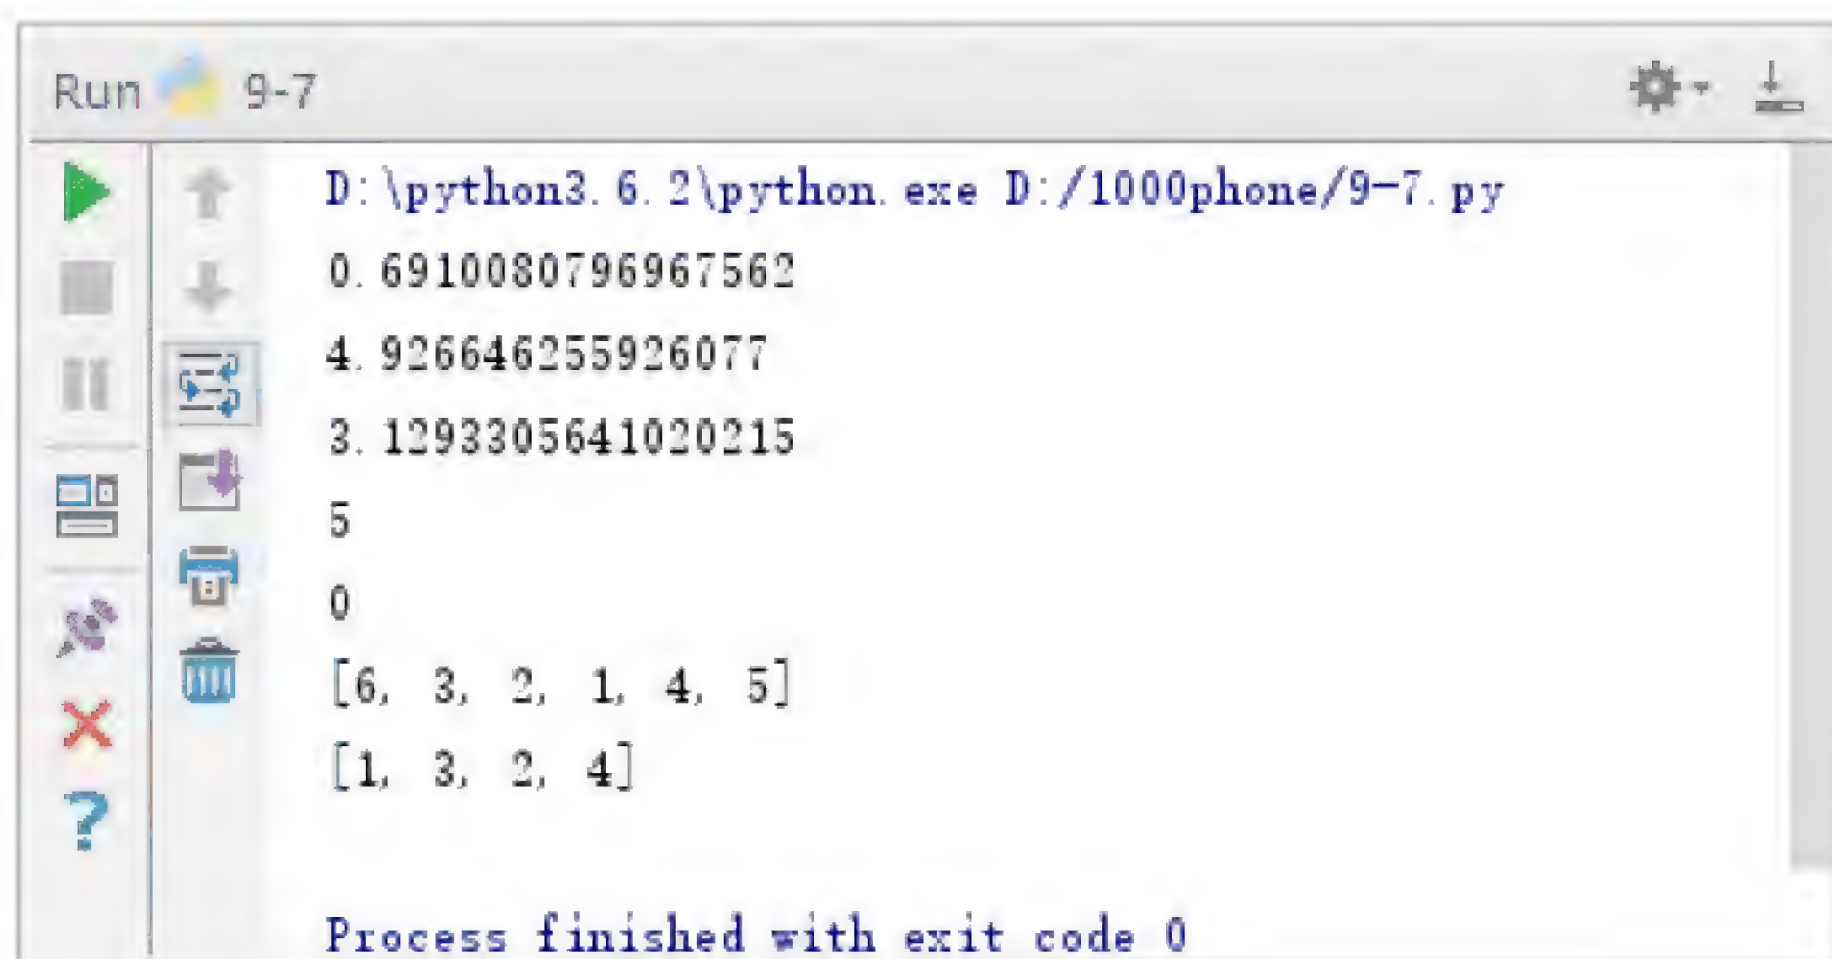 Run 9-7
D:\python3.6.2\python.exe D:/1000phone/9-7.py
0.6910080796967562
4.926646255926077
3.1293305641020215
5
0
[6, 3, 2, 1, 4, 5]
[1, 3, 2, 4]
Process finished with exit code 0